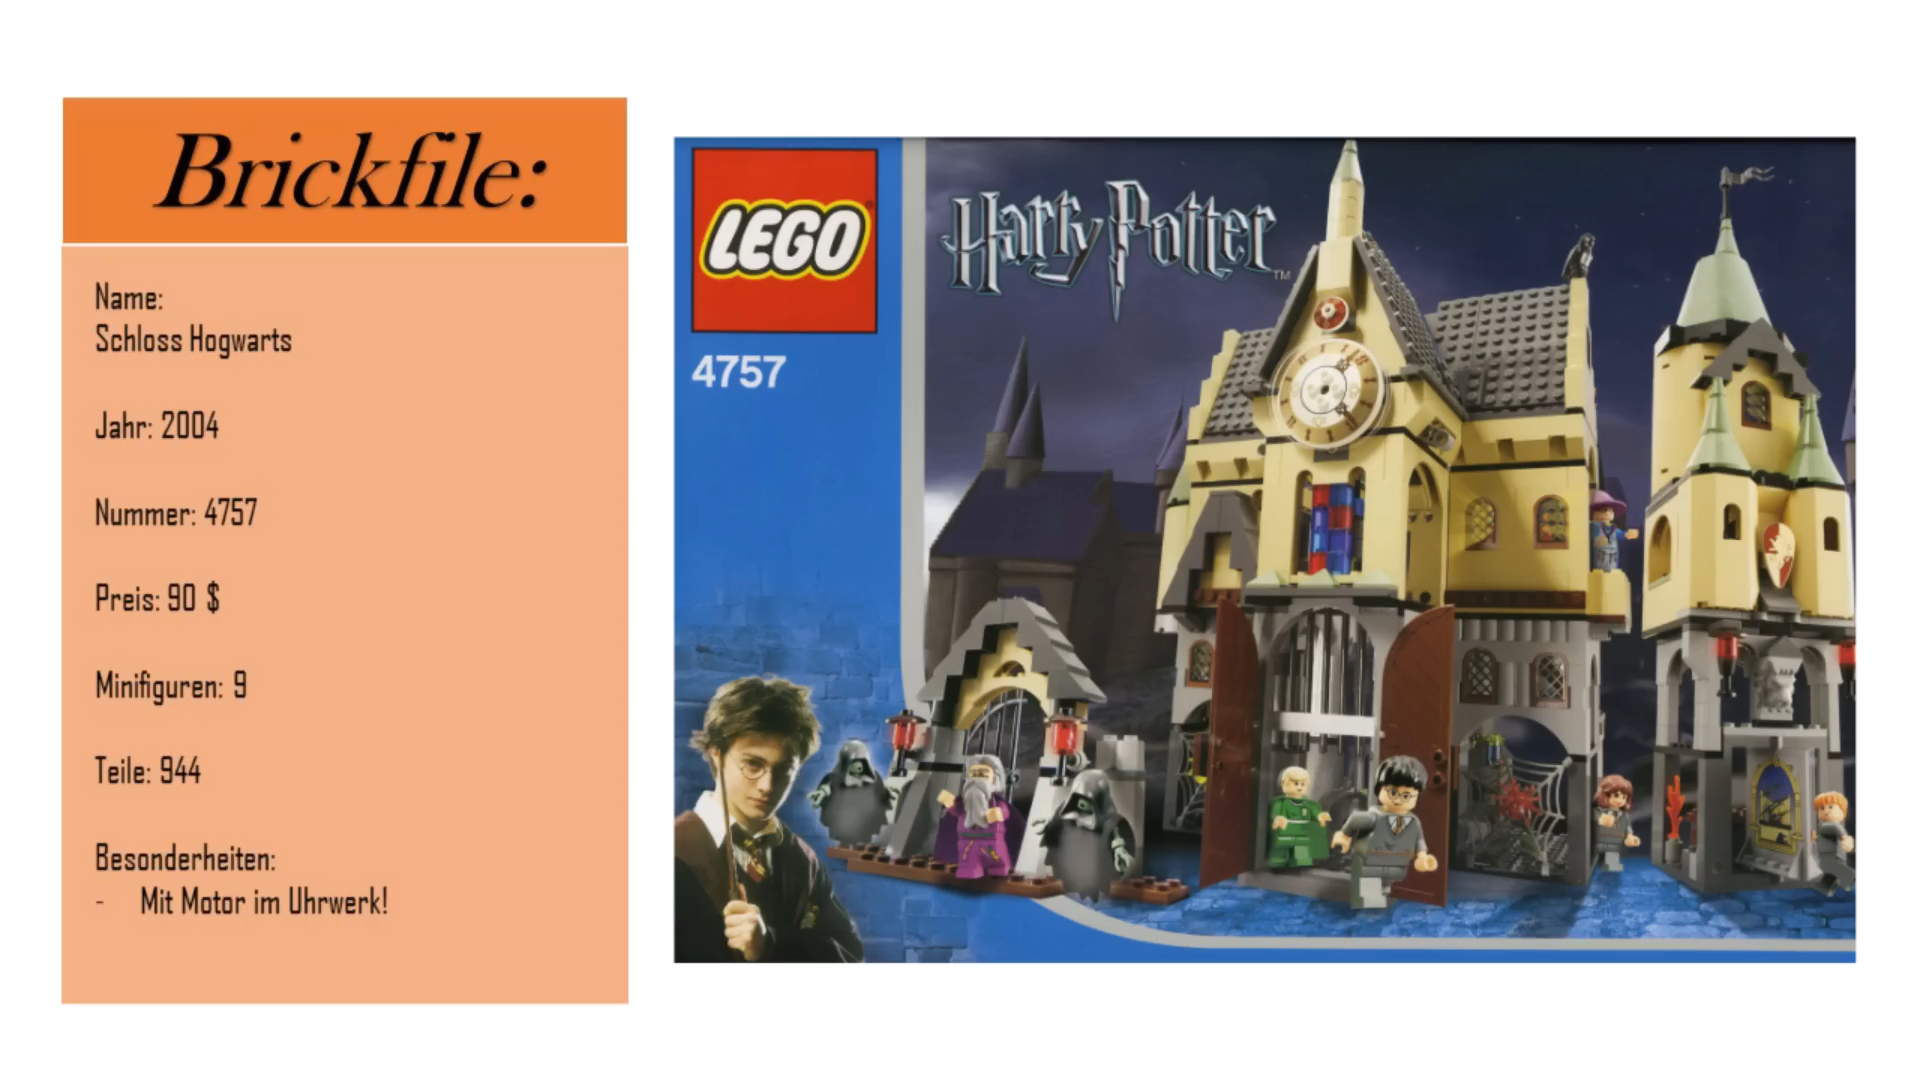 Brickfile:
Name:
Schloss Hogwarts
Jahr: 2004
Nummer: 4757
Preis: 90 $
Minifiguren: 9
Teile: 944
Besonderheiten:
- Mit Motor im Uhrwerk!
LEGO®
4757
Harry Potter™